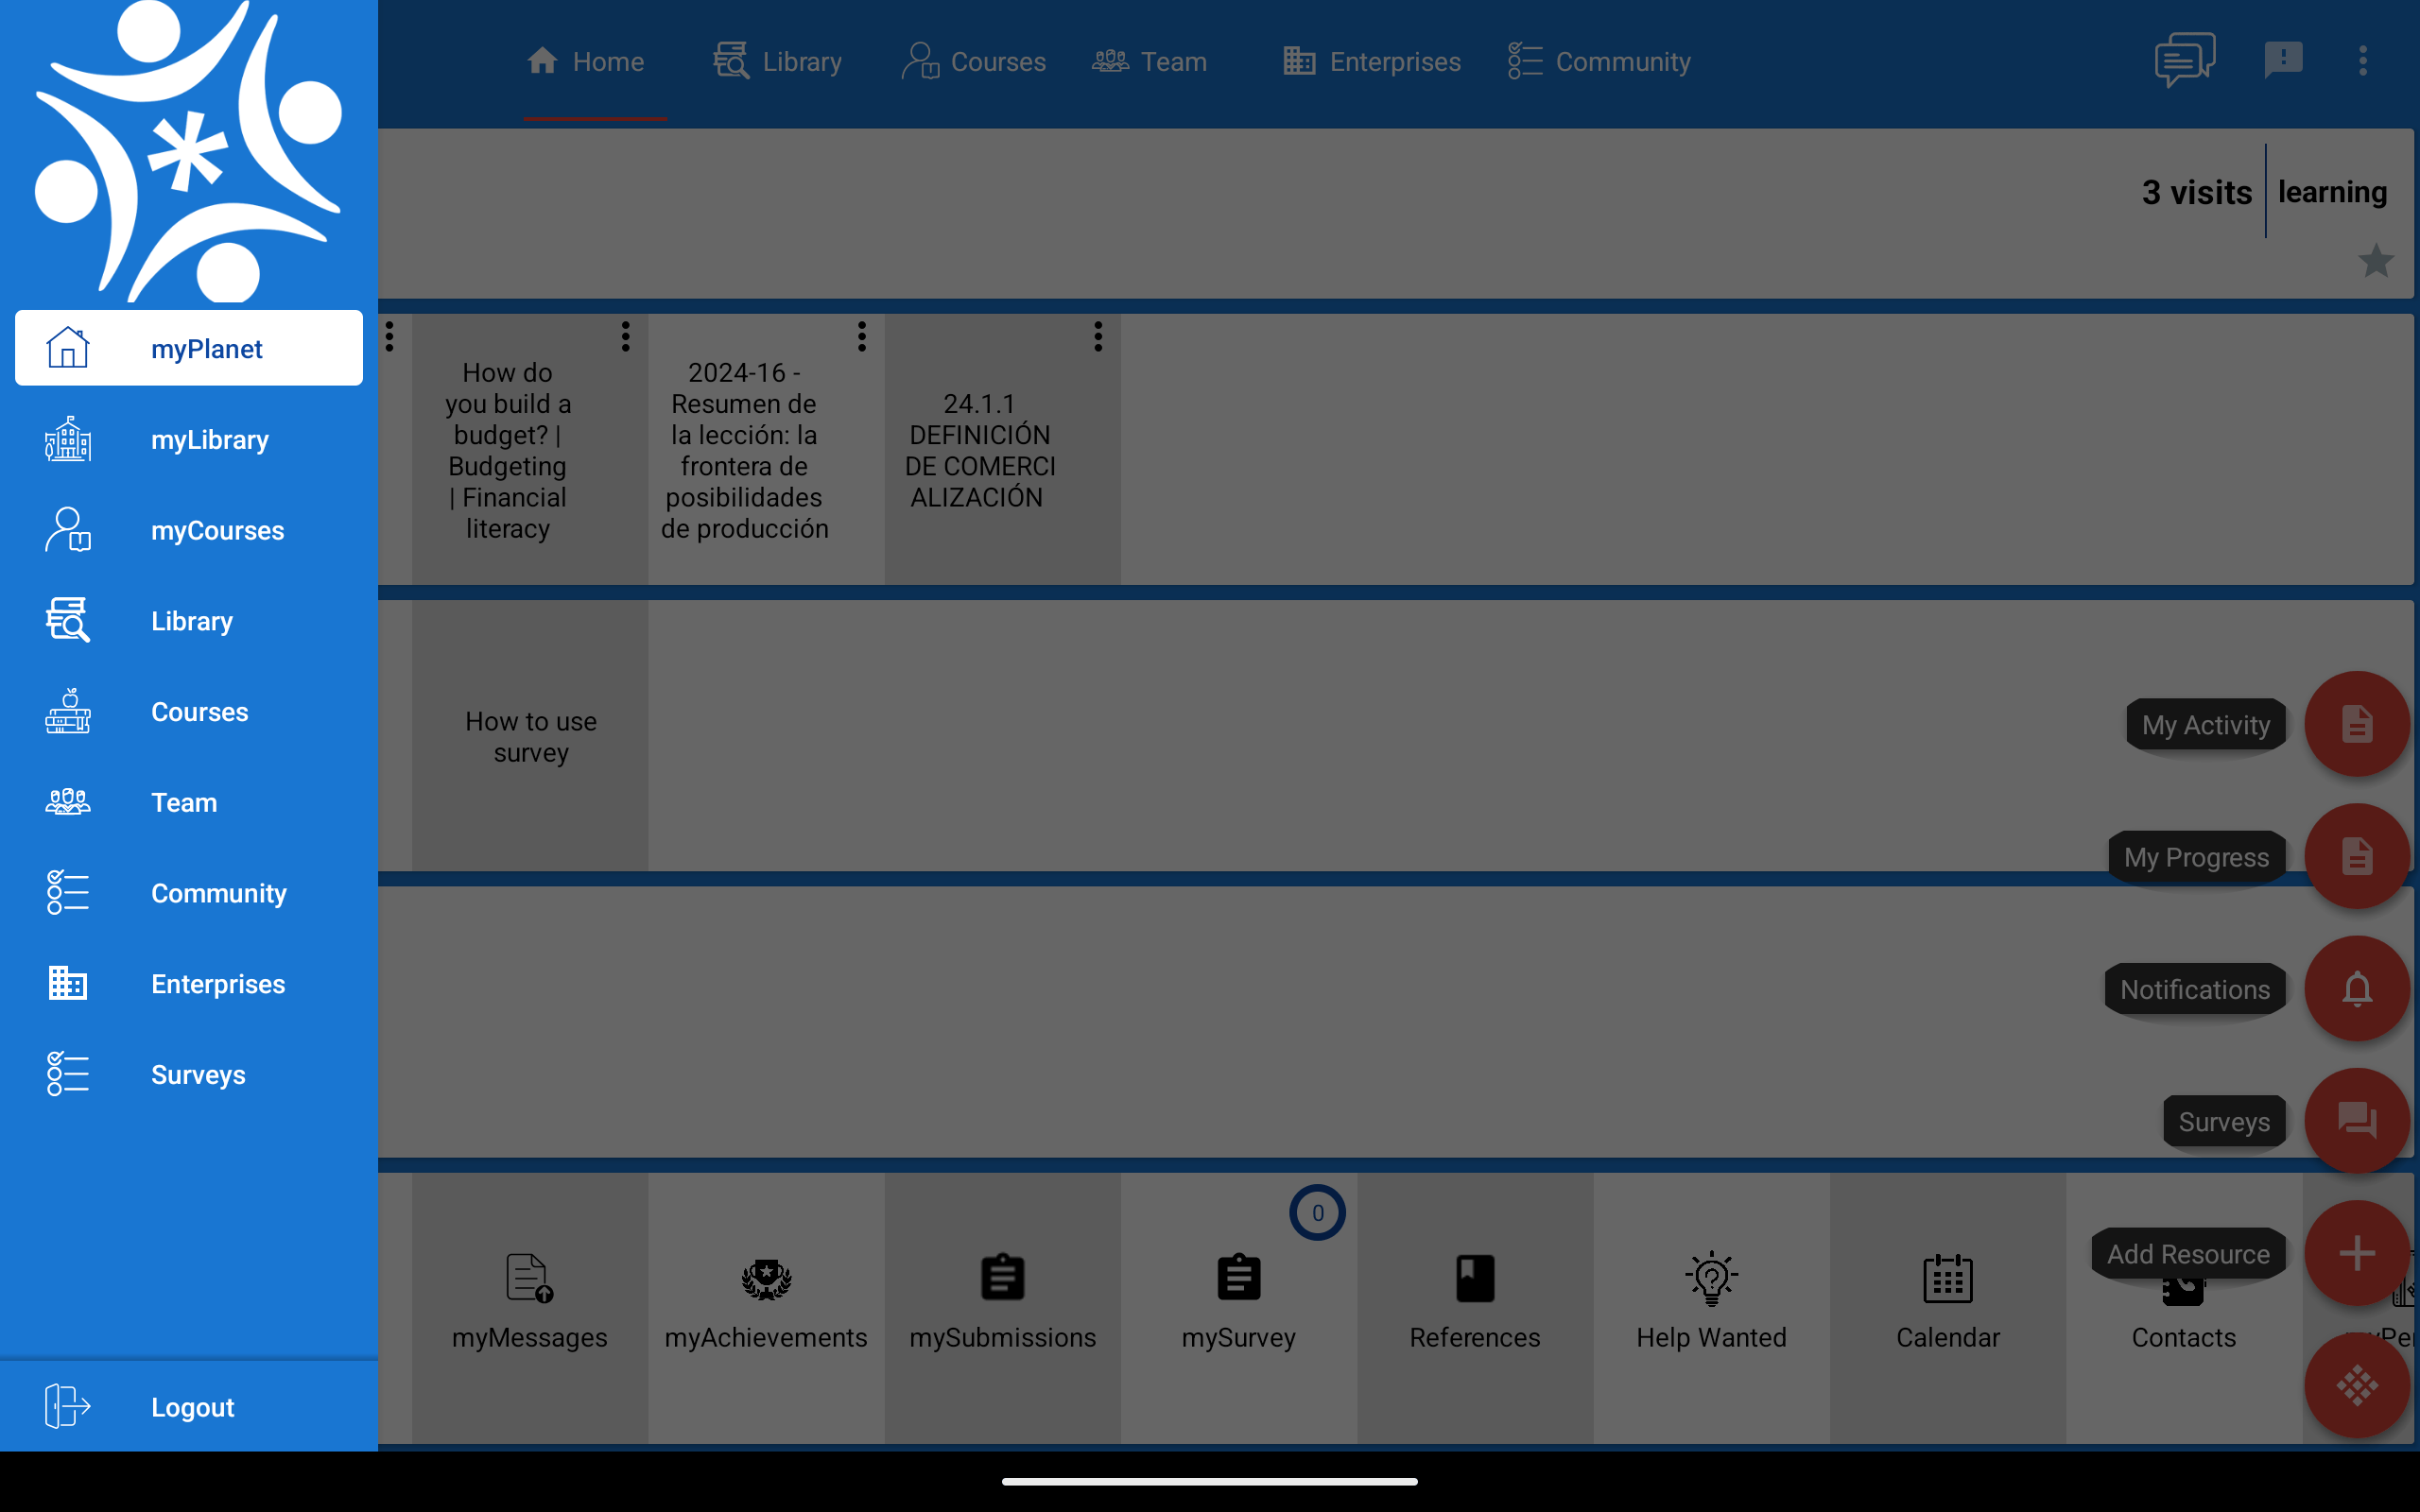 Home
Library
Courses
Team
Enterprises
Community
3 visits
learning
myPlanet
myLibrary
myCourses
Library
Courses
Team
Community
Enterprises
Surveys
Logout
How do
you build a
budget? |
Budgeting
| Financial
literacy
2024-16 -
Resumen de
la lección: la
frontera de
posibilidades
de producción
24.1.1
DEFINICIÓN
DE COMERCI
ALIZACIÓN
How to use
survey
My Activity
My Progress
Notifications
Surveys
Add Resource
0
myMessages
myAchievements
mySubmissions
mySurvey
References
Help Wanted
Calendar
Contacts